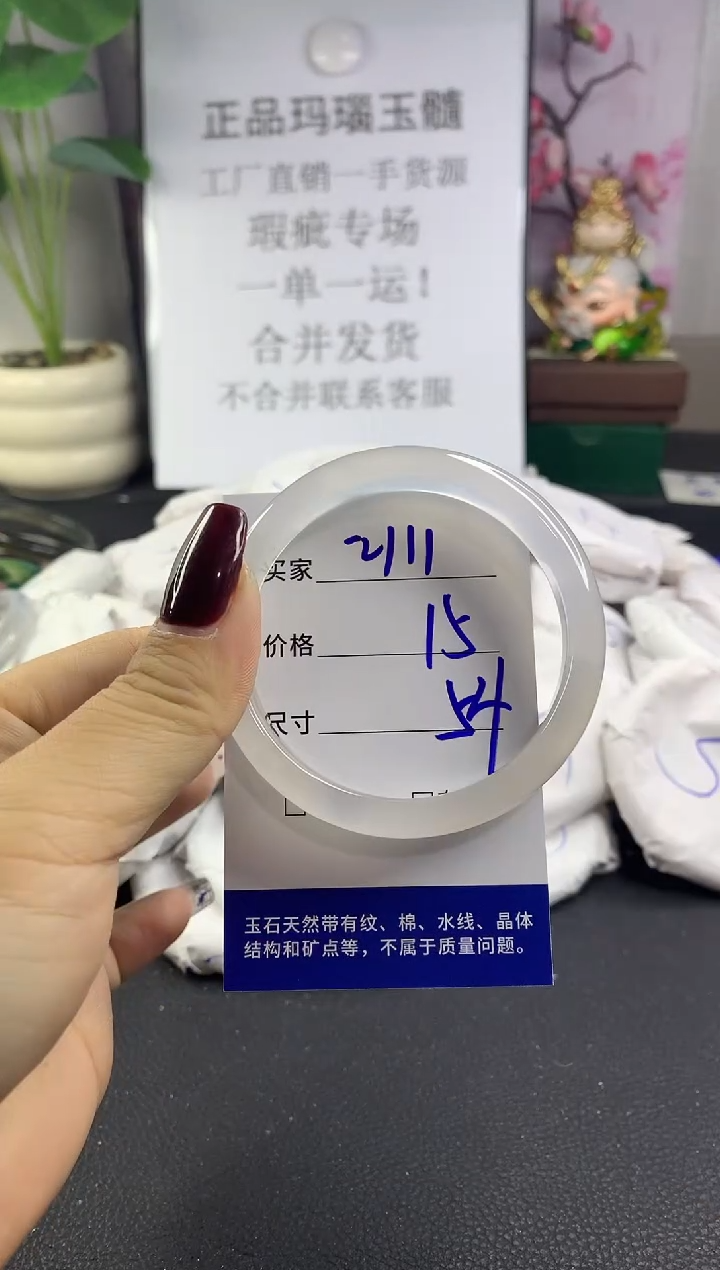 正品玛瑙玉髓
工厂直销一手货源
瑕疵专场
一单一运！
合并发货
不合并联系客服
买家 2111
价格 15
尺寸 54
玉石天然带有纹、棉、水线、晶体
结构和矿点等，不属于质量问题。